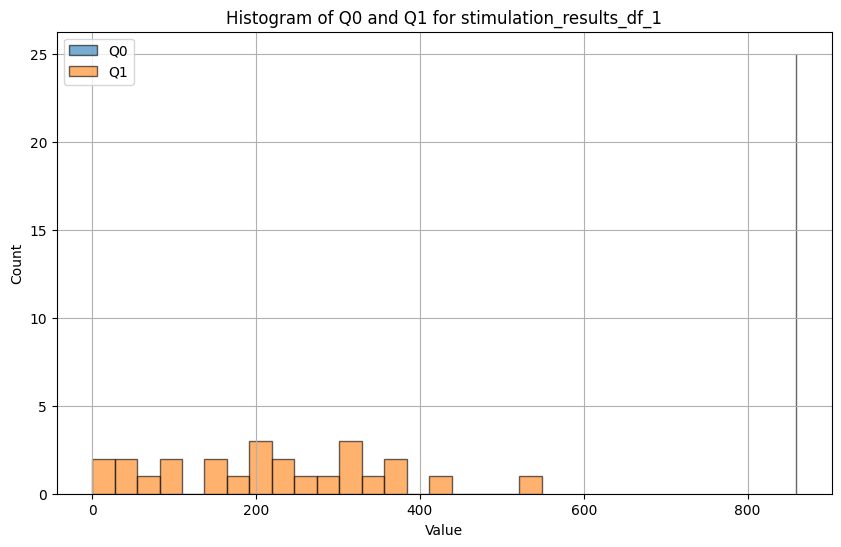 Histogram of Q0 and Q1 for stimulation_results_df_1
Q0
Q1
25
20
15
10
5
0
Count
0 200 400 600 800
Value